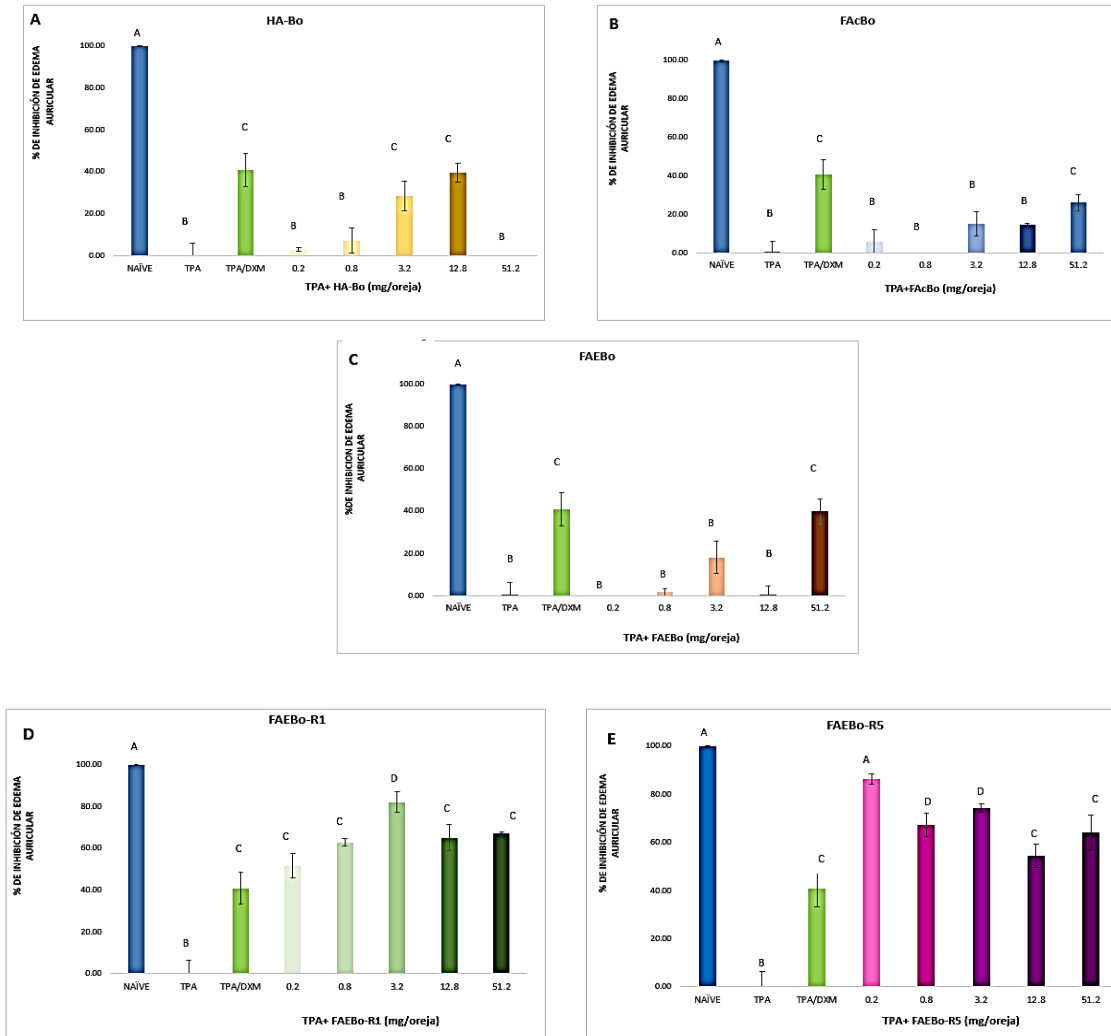 A
HA-Bo
% DE INHIBICIÓN DE EDEMA
AURICULAR
100.00
80.00
60.00
40.00
20.00
0.00
A
B
C
B
B
C
C
B
NAÏVE TPA TPA/DXM 0.2 0.8 3.2 12.8 51.2
TPA+ HA-Bo (mg/oreja)
B
FAcBo
% DE INHIBICIÓN DE EDEMA
AURICULAR
100.00
80.00
60.00
40.00
20.00
0.00
A
B
C
B
B
B
B
C
NAÏVE TPA TPA/DXM 0.2 0.8 3.2 12.8 51.2
TPA+FAcBo (mg/oreja)
C
FAEBo
%DE INHIBICION DE EDEMA
AURICULAR
100.00
80.00
60.00
40.00
20.00
0.00
A
B
C
B
B
B
B
C
NAÏVE TPA TPA/DXM 0.2 0.8 3.2 12.8 51.2
TPA+ FAEBo (mg/oreja)
D
FAEBo-R1
% DE INHIBICIÓN DE EDEMA
AURICULAR
100.00
80.00
60.00
40.00
20.00
0.00
A
B
C
C
C
D
C
C
NAÏVE TPA TPA/DXM 0.2 0.8 3.2 12.8 51.2
TPA+ FAEBo-R1 (mg/oreja)
E
FAEBo-R5
% DE INHIBICIÓN DE EDEMA
AURICULAR
100.00
80.00
60.00
40.00
20.00
0.00
A
B
C
A
D
D
C
C
NAÏVE TPA TPA/DXM 0.2 0.8 3.2 12.8 51.2
TPA+ FAEBo-R5 (mg/oreja)